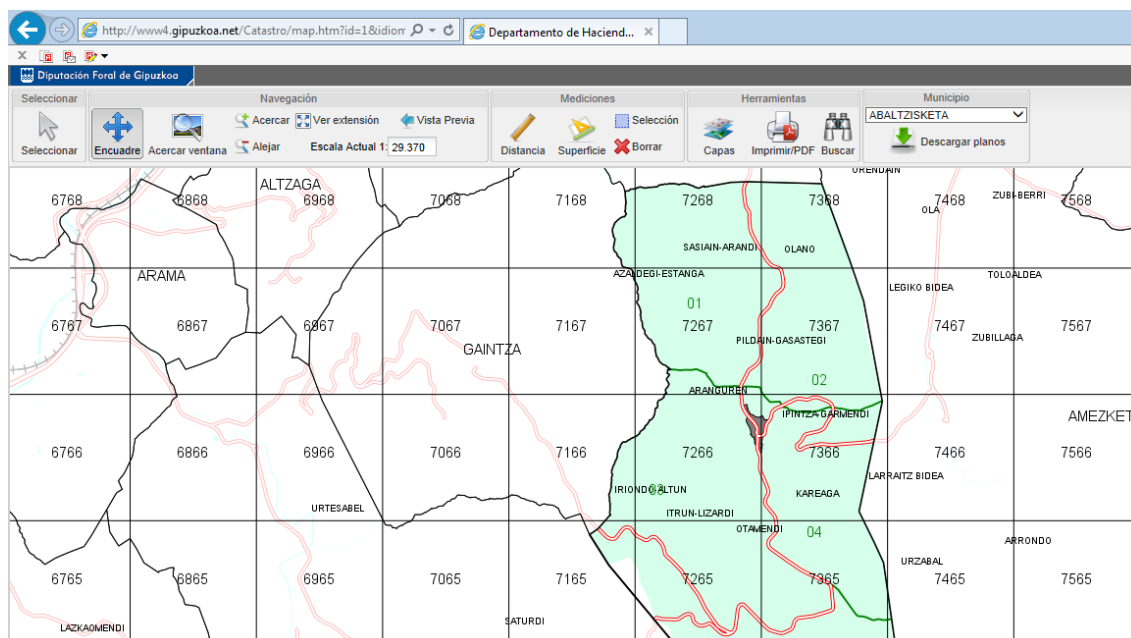 http://www4.gipuzkoa.net/Catastro/map.htm?id=1&idion
Departamento de Haciend...
Diputación Foral de Gipuzkoa
Seleccionar Navegación Mediciones Herramientas Municipio
Acercar Ver extensión Vista Previa Selección ABALTZISKETA
Seleccionar Encuadre Acercar ventana Alejar Escala Actual 1: 29.370 Distancia Superficie Borrar Capas Imprimir/PDF Buscar Descargar planos
URENDAIN
ALTZAGA
6768 6868 6968 7068 7168 7268 7368 OLA 7468 ZUBI-BERRI 7568
SASIAIN-ARANDI OLANO
ARAMA AZALDEGI-ESTANGA TOLOALDEA
LEGIKO BIDEA
01
6767 6867 6967 7067 7167 7267 7367 7467 7567
GAINTZA PILDAIN-GASASTEGI ZUBILLAGA
02
ARANGUREN
IPINTZA-GARMENDI AMEZKET
6766 6866 6966 7066 7166 7266 7366 7466 7566
LARRAITZ BIDEA
IRIONDO-ALTUN 03 KAREAGA
URTESABEL ITRUN-LIZARDI
OTAMENDI 04
ARRONDO
URZABAL
6765 6865 6965 7065 7165 7265 7365 7465 7565
LAZKAOMENDI SATURDI